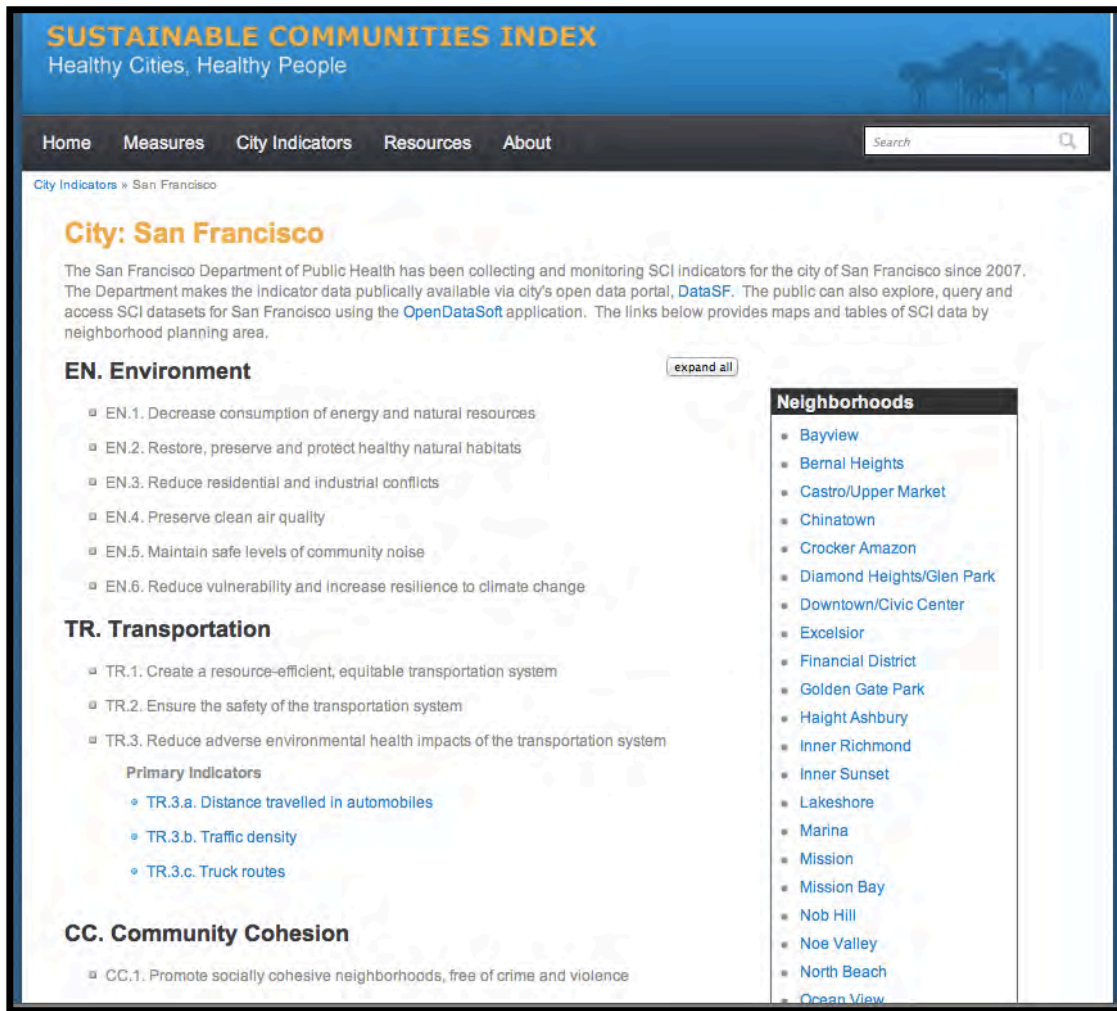 SUSTAINABLE COMMUNITIES INDEX
Healthy Cities, Healthy People
Home Measures City Indicators Resources About Search
City Indicators » San Francisco
City: San Francisco
The San Francisco Department of Public Health has been collecting and monitoring SCI indicators for the city of San Francisco since 2007.
The Department makes the indicator data publically available via city's open data portal, DataSF. The public can also explore, query and
access SCI datasets for San Francisco using the OpenDataSoft application. The links below provides maps and tables of SCI data by
neighborhood planning area.
EN. Environment
expand all
EN.1. Decrease consumption of energy and natural resources
EN.2. Restore, preserve and protect healthy natural habitats
EN.3. Reduce residential and industrial conflicts
EN.4. Preserve clean air quality
EN.5. Maintain safe levels of community noise
EN.6. Reduce vulnerability and increase resilience to climate change
TR. Transportation
TR.1. Create a resource-efficient, equitable transportation system
TR.2. Ensure the safety of the transportation system
TR.3. Reduce adverse environmental health impacts of the transportation system
Primary Indicators
TR.3.a. Distance travelled in automobiles
TR.3.b. Traffic density
TR.3.c. Truck routes
CC. Community Cohesion
CC.1. Promote socially cohesive neighborhoods, free of crime and violence
Neighborhoods
Bayview
Bernal Heights
Castro/Upper Market
Chinatown
Crocker Amazon
Diamond Heights/Glen Park
Downtown/Civic Center
Excelsior
Financial District
Golden Gate Park
Haight Ashbury
Inner Richmond
Inner Sunset
Lakeshore
Marina
Mission
Mission Bay
Nob Hill
Noe Valley
North Beach
Ocean View